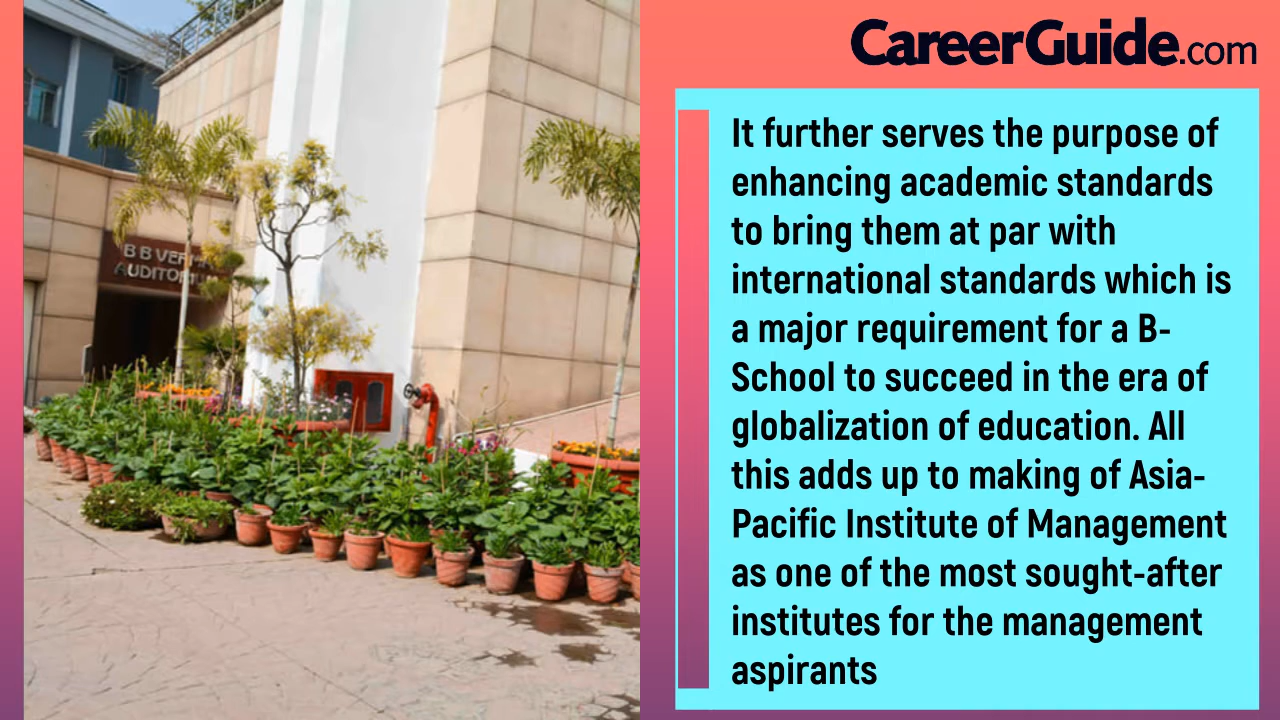 CareerGuide.com
B B VERMA
AUDITORIUM
It further serves the purpose of
enhancing academic standards
to bring them at par with
international standards which is
a major requirement for a B-
School to succeed in the era of
globalization of education. All
this adds up to making of Asia-
Pacific Institute of Management
as one of the most sought-after
institutes for the management
aspirants